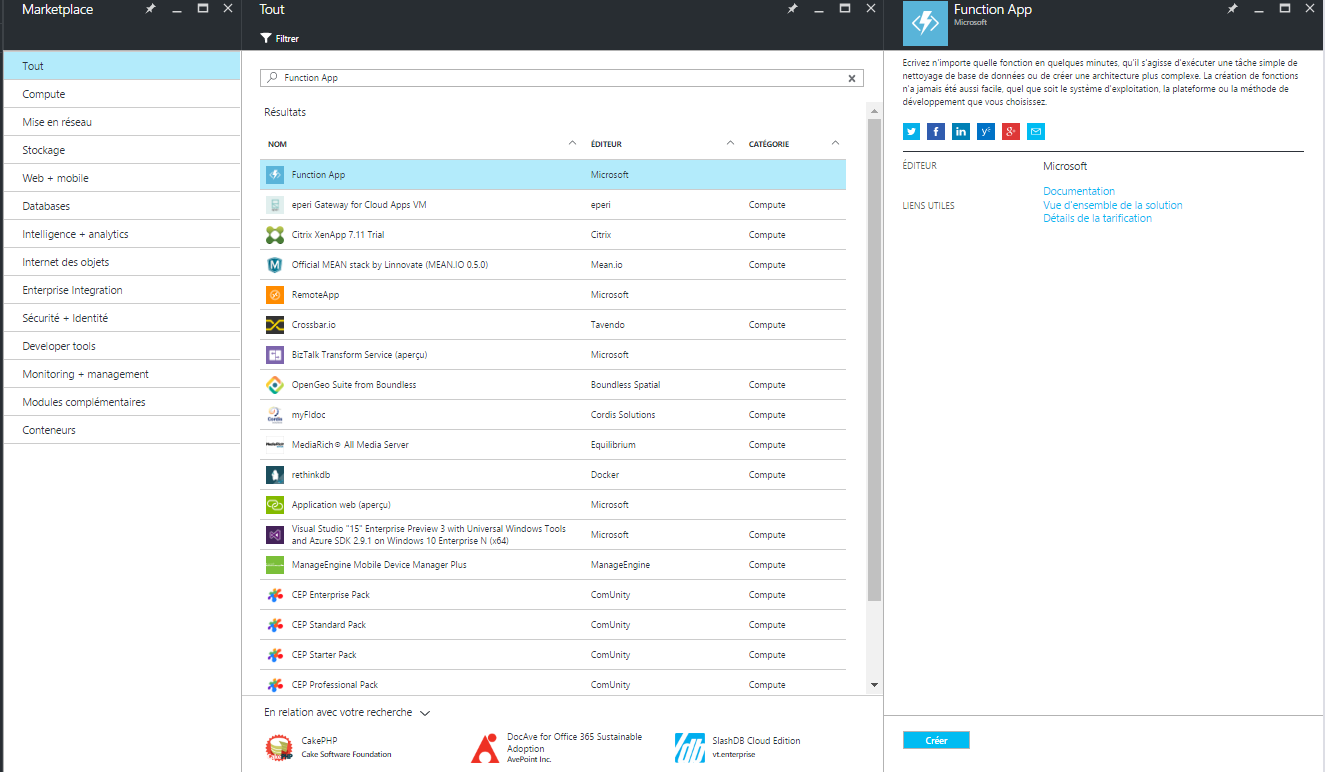 Marketplace
Tout
Compute
Mise en réseau
Stockage
Web + mobile
Databases
Intelligence + analytics
Internet des objets
Enterprise Integration
Sécurité + Identité
Developer tools
Monitoring + management
Modules complémentaires
Conteneurs
Tout
Filtrer
Function App
Résultats
NOM ÉDITEUR CATÉGORIE
Function App Microsoft
eperi Gateway for Cloud Apps VM eperi Compute
Citrix XenApp 7.11 Trial Citrix Compute
Official MEAN stack by Linnovate (MEAN.IO 0.5.0) Mean.io Compute
RemoteApp Microsoft
Crossbar.io Tavendo Compute
BizTalk Transform Service (aperçu) Microsoft
OpenGeo Suite from Boundless Boundless Spatial Compute
myFIdoc Cordis Solutions Compute
MediaRich® All Media Server Equilibrium Compute
rethinkdb Docker Compute
Application web (aperçu) Microsoft
Visual Studio "15" Enterprise Preview 3 with Universal Windows Tools
and Azure SDK 2.9.1 on Windows 10 Enterprise N (x64) Microsoft Compute
ManageEngine Mobile Device Manager Plus ManageEngine Compute
CEP Enterprise Pack ComUnity Compute
CEP Standard Pack ComUnity Compute
CEP Starter Pack ComUnity Compute
CEP Professional Pack ComUnity Compute
En relation avec votre recherche
CakePHP
Cake Software Foundation
DocAve for Office 365 Sustainable
Adoption
AvePoint Inc.
SlashDB Cloud Edition
vt.enterprise
Function App
Microsoft
Ecrivez n'importe quelle fonction en quelques minutes, qu'il s'agisse d'exécuter une tâche simple de
nettoyage de base de données ou de créer une architecture plus complexe. La création de fonctions
n'a jamais été aussi facile, quel que soit le système d'exploitation, la plateforme ou la méthode de
développement que vous choisissez.
ÉDITEUR Microsoft
LIENS UTILES
Documentation
Vue d'ensemble de la solution
Détails de la tarification
Créer